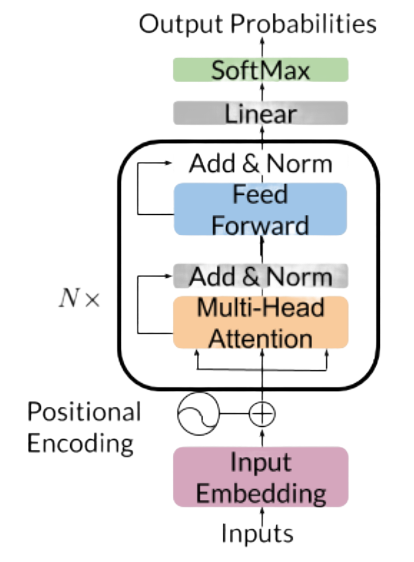 Output Probabilities
SoftMax
Linear
Add & Norm
Feed
Forward
Add & Norm
Multi-Head
Attention
N×
Positional
Encoding
Input
Embedding
Inputs